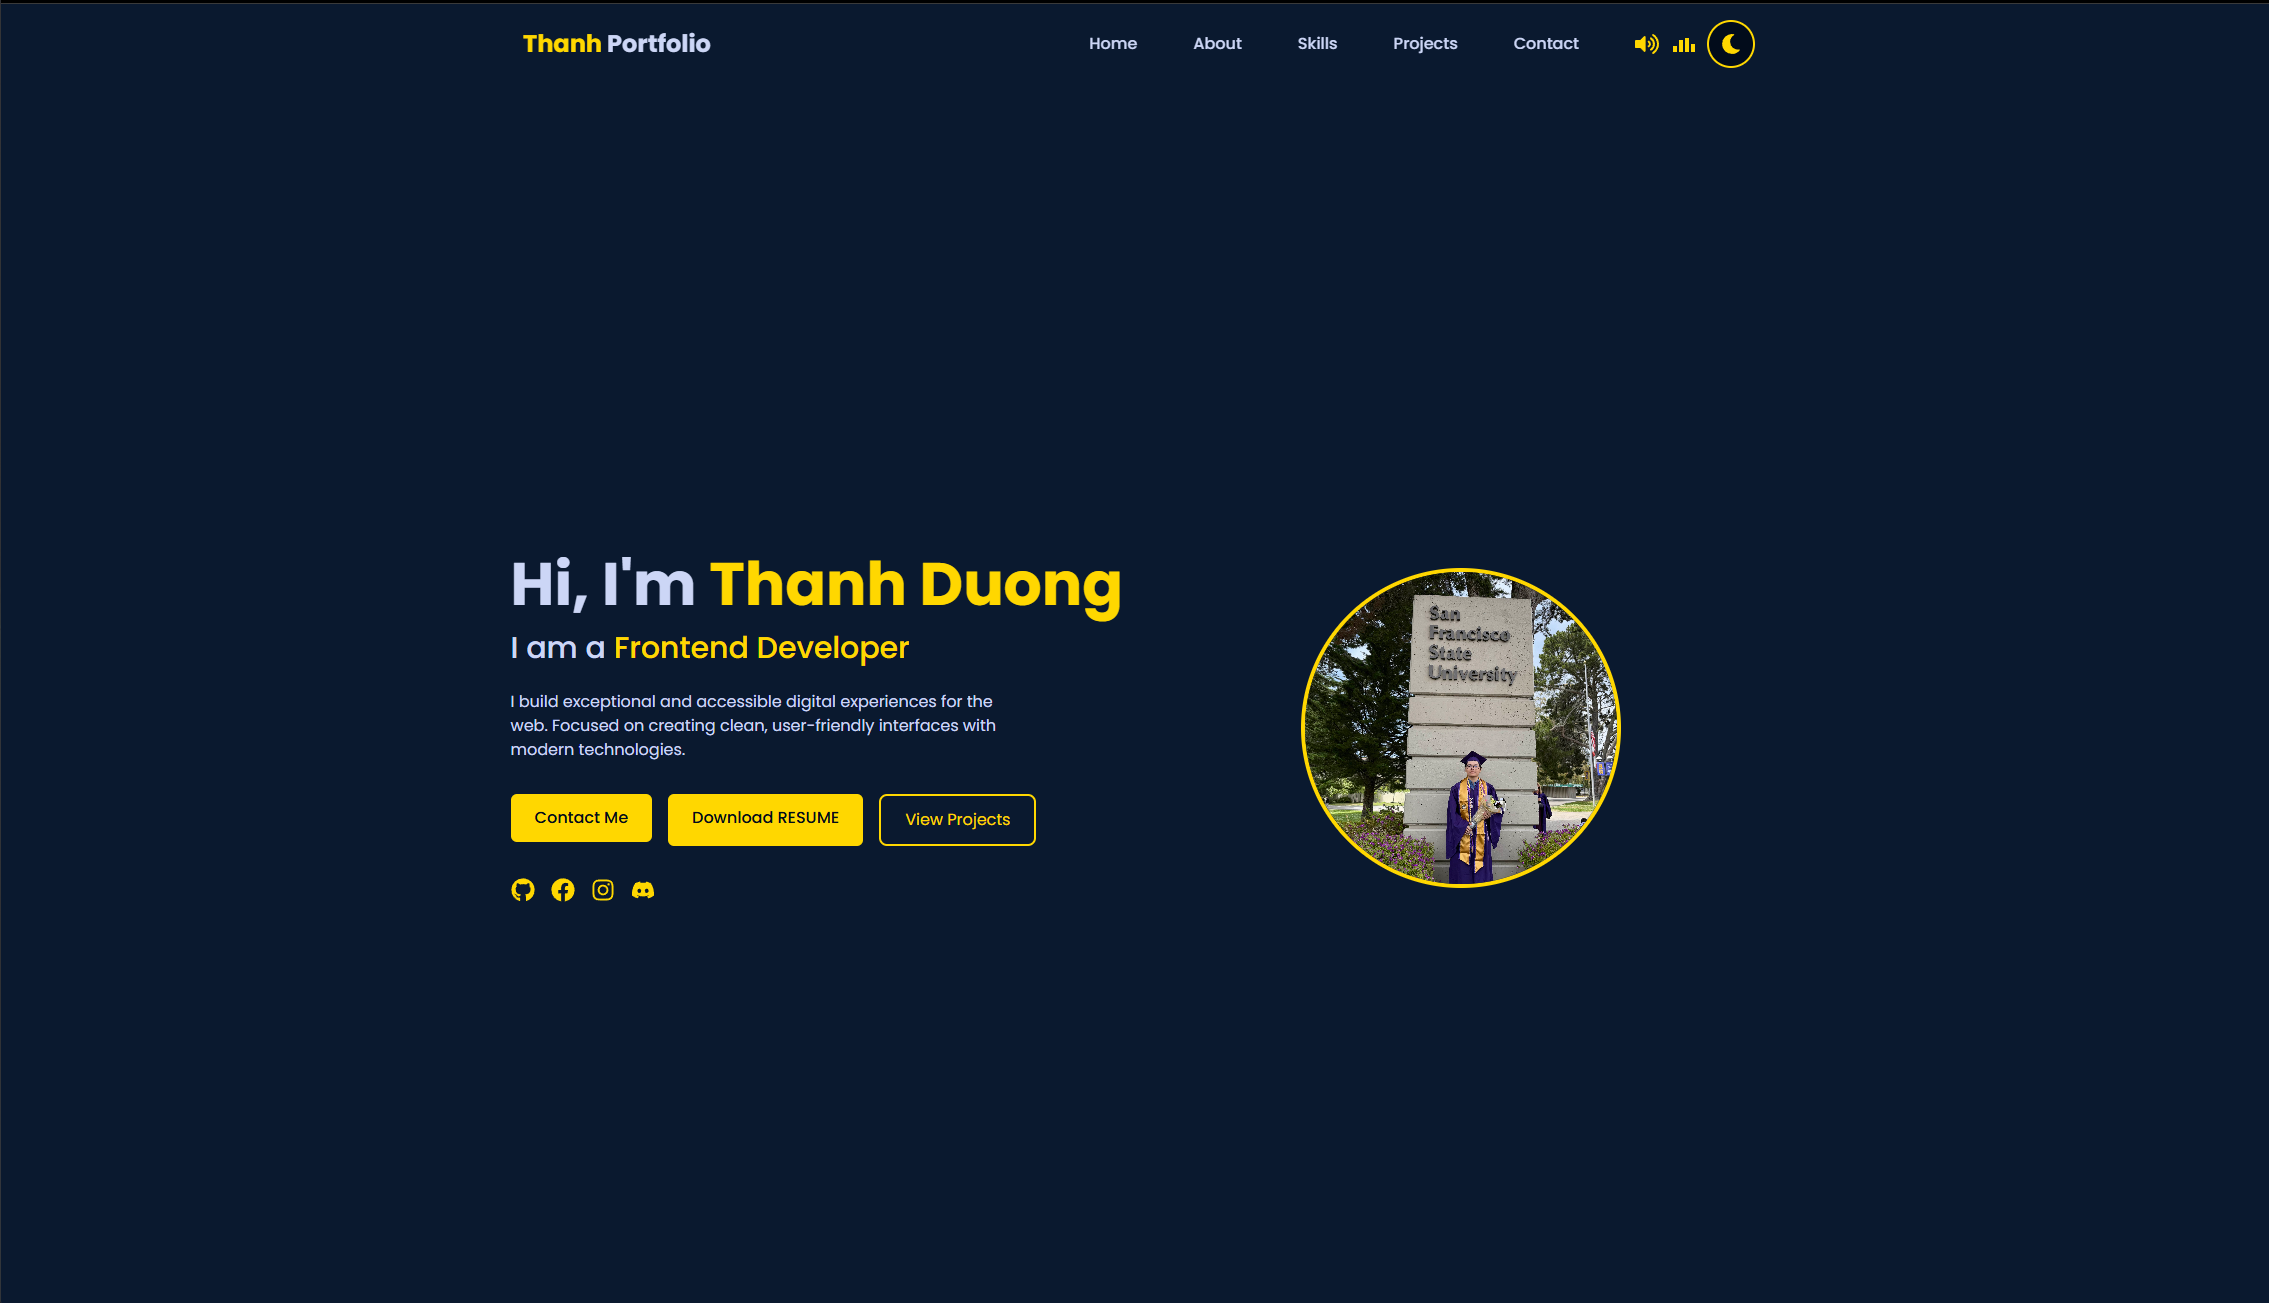 Thanh Portfolio
Home
About
Skills
Projects
Contact
Hi, I'm Thanh Duong
I am a Frontend Developer
I build exceptional and accessible digital experiences for the
web. Focused on creating clean, user-friendly interfaces with
modern technologies.
Contact Me
Download RESUME
View Projects
San
Francisco
State
University